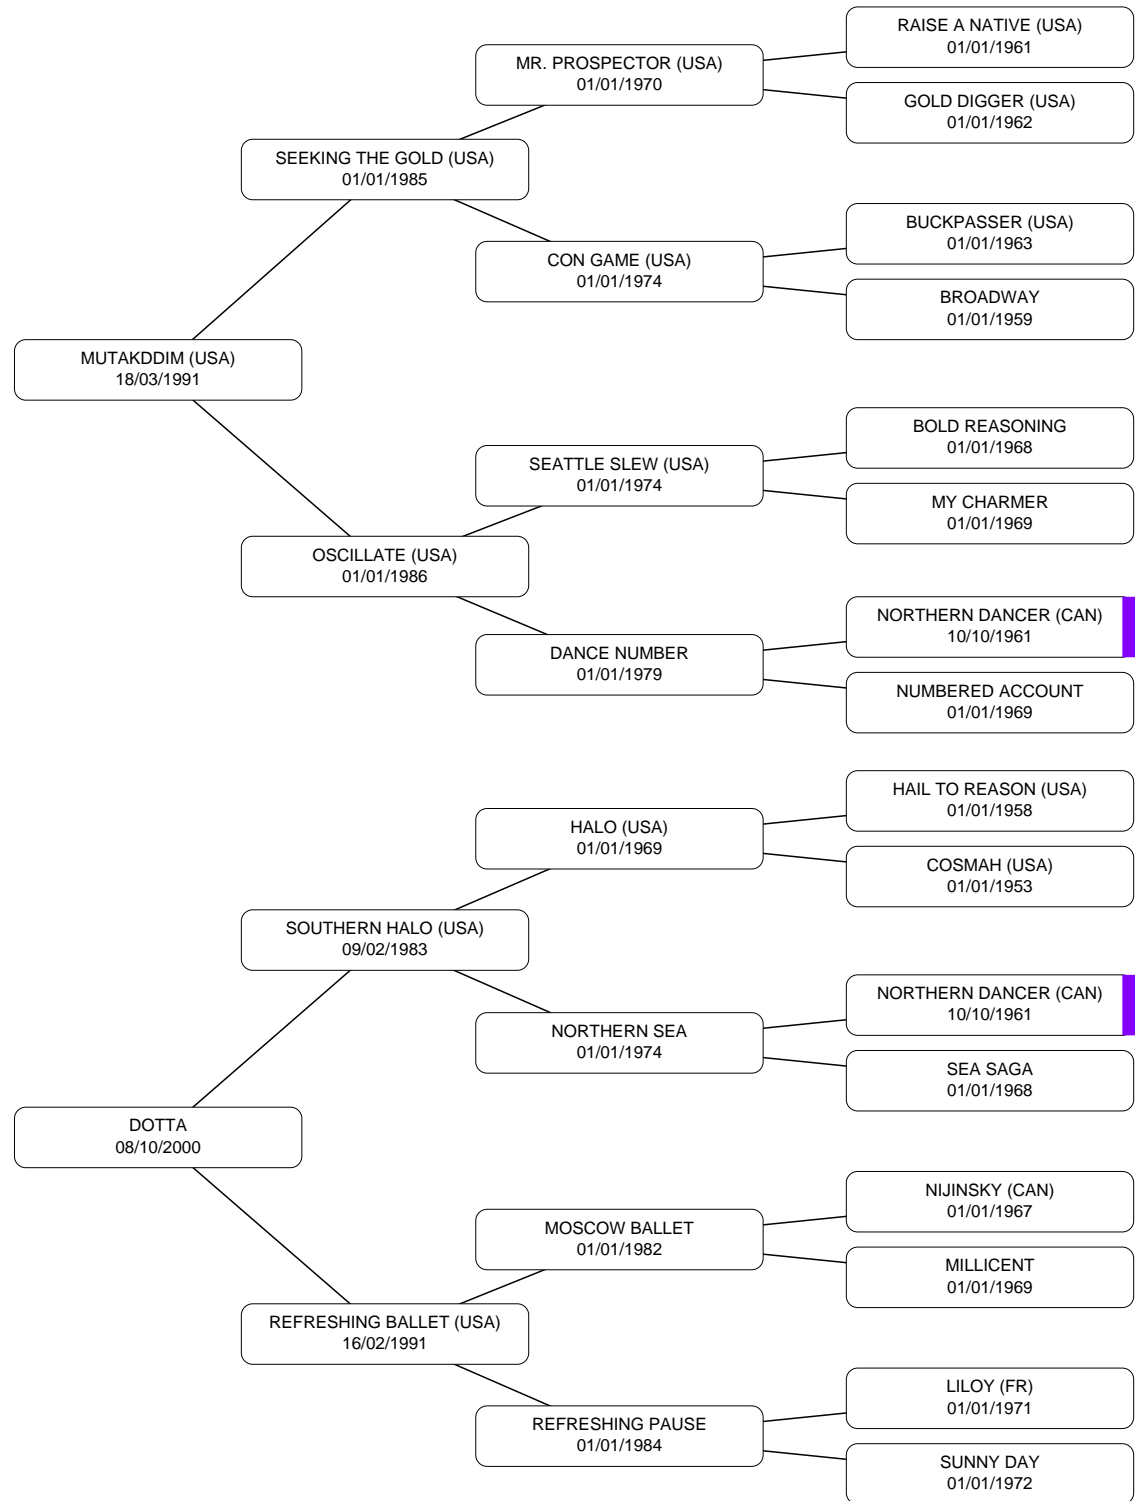 RAISE A NATIVE (USA)
01/01/1961
MR. PROSPECTOR (USA)
01/01/1970
GOLD DIGGER (USA)
01/01/1962
SEEKING THE GOLD (USA)
01/01/1985
BUCKPASSER (USA)
01/01/1963
CON GAME (USA)
01/01/1974
BROADWAY
01/01/1959
MUTAKDDIM (USA)
18/03/1991
BOLD REASONING
01/01/1968
SEATTLE SLEW (USA)
01/01/1974
MY CHARMER
01/01/1969
OSCILLATE (USA)
01/01/1986
NORTHERN DANCER (CAN)
10/10/1961
DANCE NUMBER
01/01/1979
NUMBERED ACCOUNT
01/01/1969
HAIL TO REASON (USA)
01/01/1958
HALO (USA)
01/01/1969
COSMAH (USA)
01/01/1953
SOUTHERN HALO (USA)
09/02/1983
NORTHERN DANCER (CAN)
10/10/1961
NORTHERN SEA
01/01/1974
SEA SAGA
01/01/1968
DOTTA
08/10/2000
NIJINSKY (CAN)
01/01/1967
MOSCOW BALLET
01/01/1982
MILLICENT
01/01/1969
REFRESHING BALLET (USA)
16/02/1991
LILOY (FR)
01/01/1971
REFRESHING PAUSE
01/01/1984
SUNNY DAY
01/01/1972